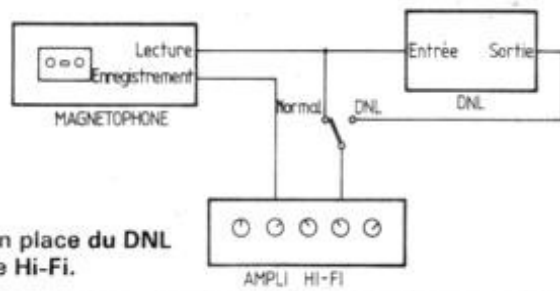 Lecture
Enregistrement
MAGNETOPHONE
Entrée Sortie
DNL
Normal DNL
n place du DNL
e Hi-Fi.
AMPLI HI-FI